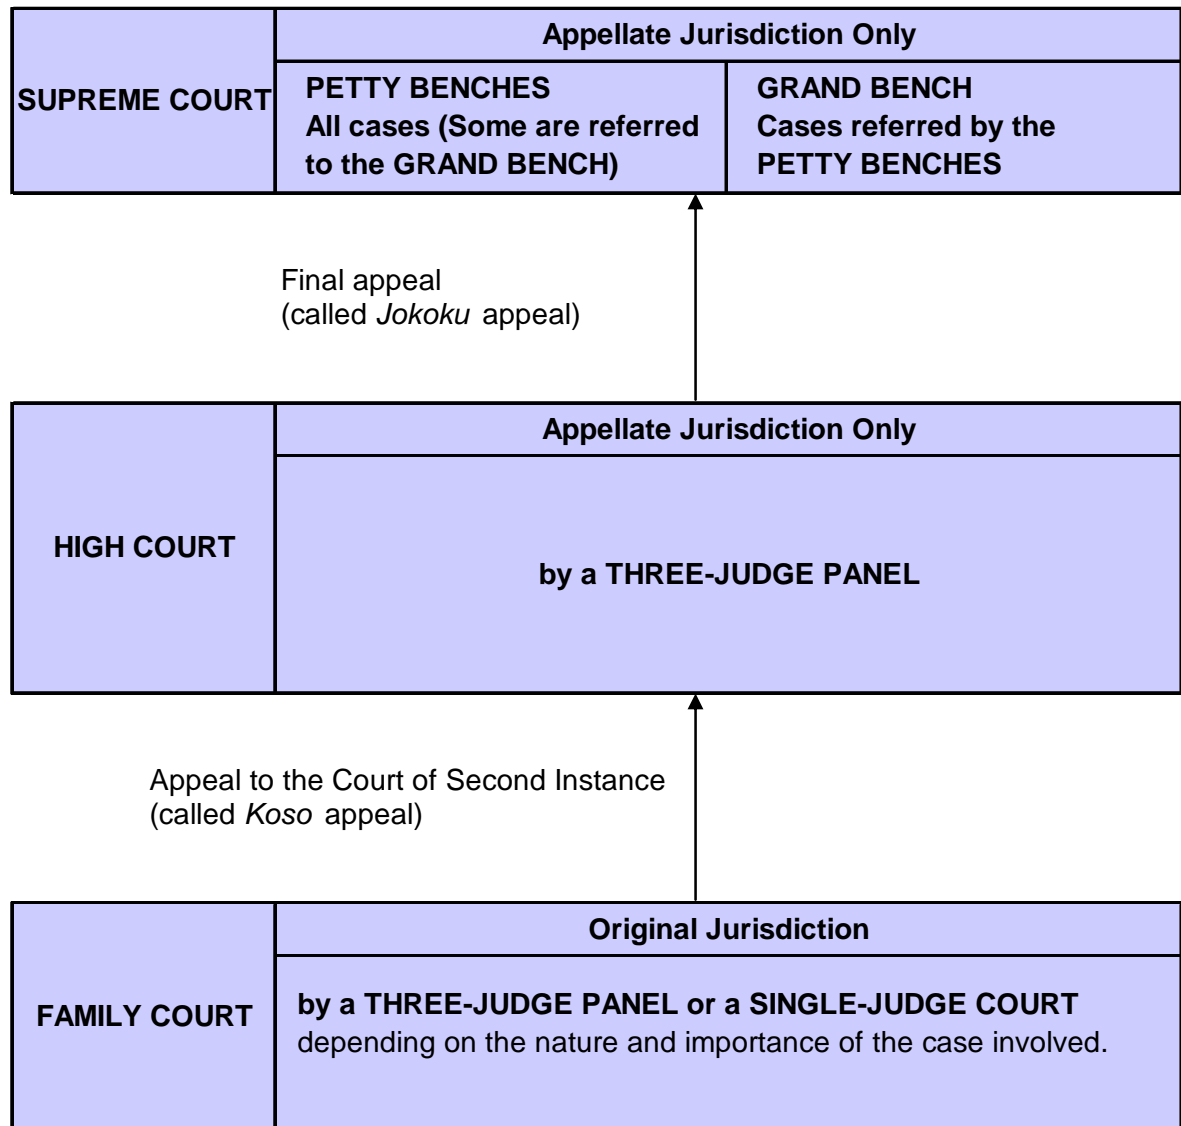 SUPREME COURT
Appellate Jurisdiction Only
PETTY BENCHES
All cases (Some are referred
to the GRAND BENCH)
GRAND BENCH
Cases referred by the
PETTY BENCHES
Final appeal
(called Jokoku appeal)
HIGH COURT
Appellate Jurisdiction Only
by a THREE-JUDGE PANEL
Appeal to the Court of Second Instance
(called Koso appeal)
FAMILY COURT
Original Jurisdiction
by a THREE-JUDGE PANEL or a SINGLE-JUDGE COURT
depending on the nature and importance of the case involved.